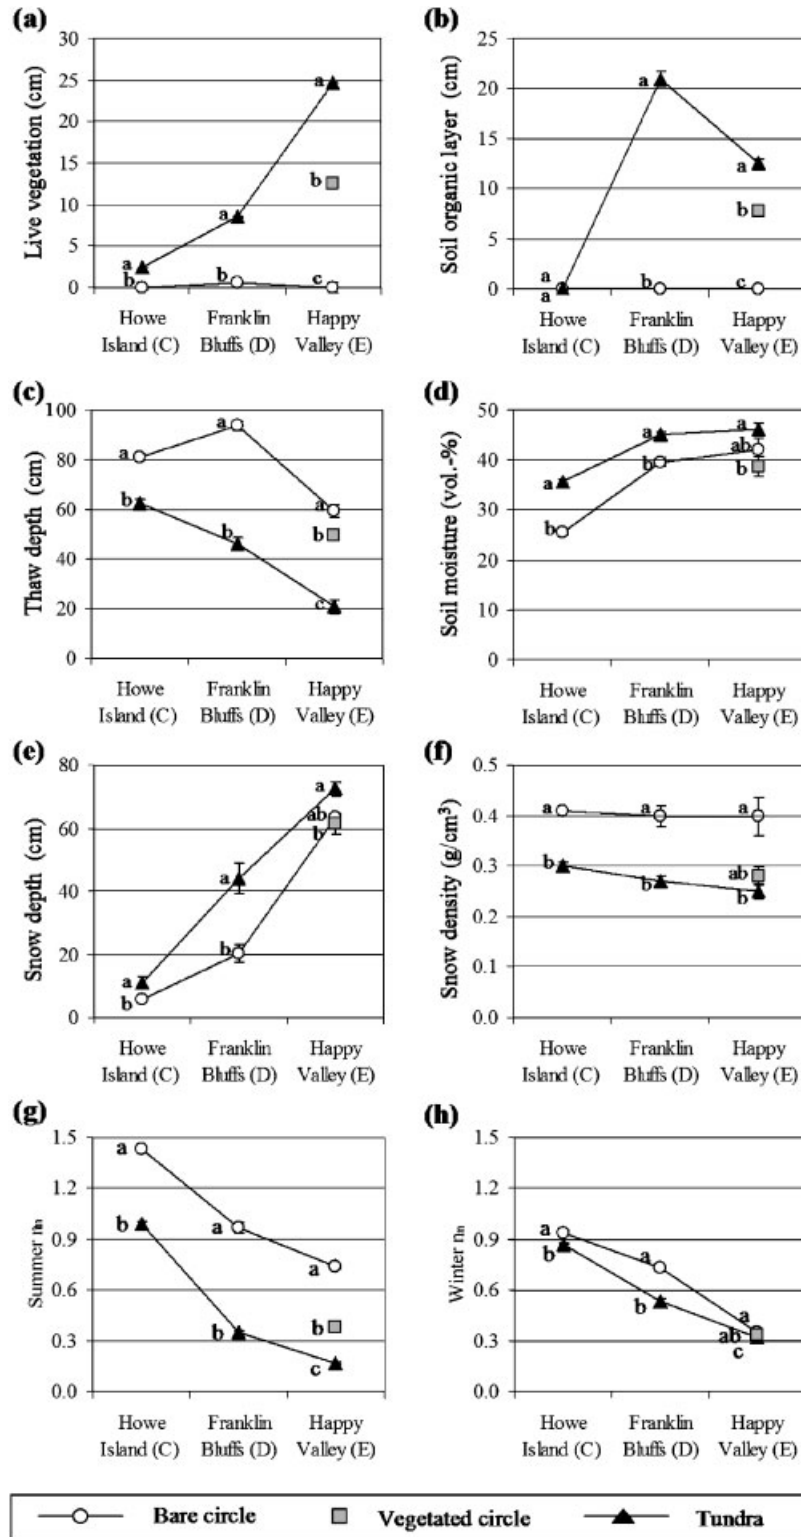 (a)
30
25
20
15
10
5
0
Live vegetation (cm)
a
b
a
b
a
b
c
Howe
Island (C)
Franklin
Bluffs (D)
Happy
Valley (E)
(b)
25
20
15
10
5
0
Soil organic layer (cm)
a
a
a
b
a
b
c
Howe
Island (C)
Franklin
Bluffs (D)
Happy
Valley (E)
(c)
100
80
60
40
20
0
Thaw depth (cm)
a
b
a
b
a
b
c
Howe
Island (C)
Franklin
Bluffs (D)
Happy
Valley (E)
(d)
50
40
30
20
10
0
Soil moisture (vol.-%)
a
b
a
b
a
ab
b
Howe
Island (C)
Franklin
Bluffs (D)
Happy
Valley (E)
(e)
80
60
40
20
0
Snow depth (cm)
a
b
a
b
a
ab
b
Howe
Island (C)
Franklin
Bluffs (D)
Happy
Valley (E)
(f)
0.5
0.4
0.3
0.2
0.1
0.0
Snow density (g/cm³)
a
b
a
b
a
ab
b
Howe
Island (C)
Franklin
Bluffs (D)
Happy
Valley (E)
(g)
1.5
1.2
0.9
0.6
0.3
0.0
Summer nn
a
b
a
b
a
b
c
Howe
Island (C)
Franklin
Bluffs (D)
Happy
Valley (E)
(h)
1.5
1.2
0.9
0.6
0.3
0.0
Winter nn
a
b
a
b
a
ab
c
Howe
Island (C)
Franklin
Bluffs (D)
Happy
Valley (E)
Bare circle
Vegetated circle
Tundra